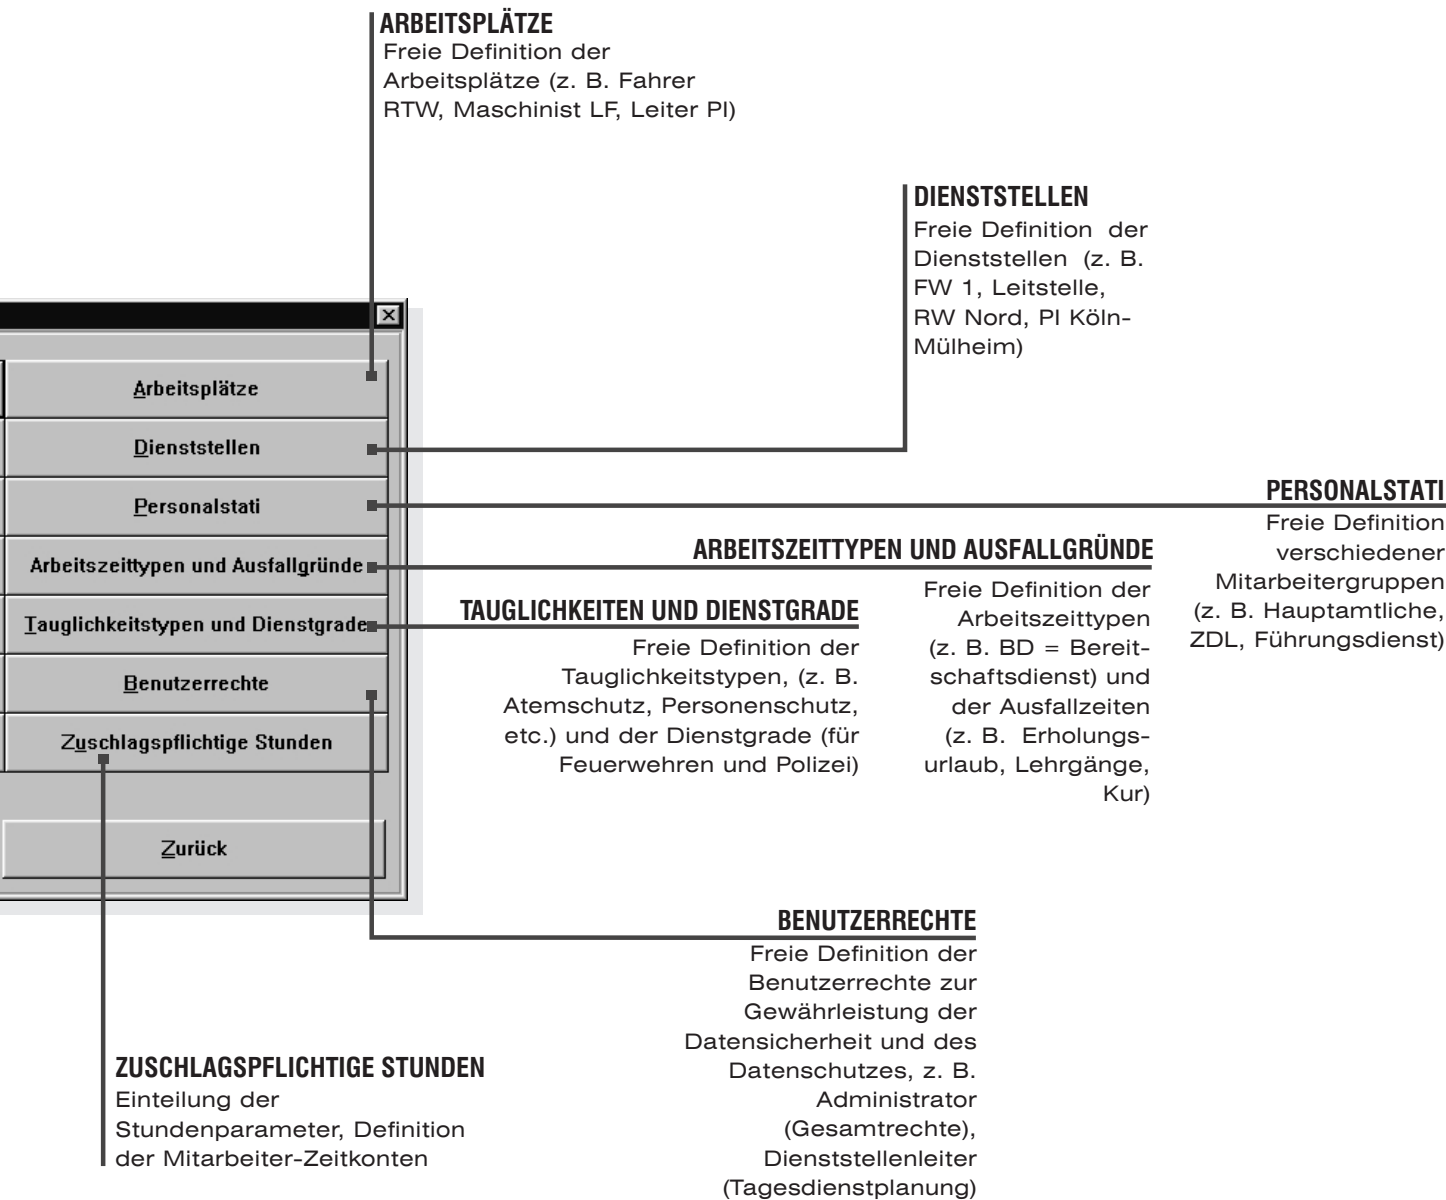 ARBEITSPLÄTZE
Freie Definition der
Arbeitsplätze (z. B. Fahrer
RTW, Maschinist LF, Leiter PI)
DIENSTSTELLEN
Freie Definition der
Dienststellen (z. B.
FW 1, Leitstelle,
RW Nord, PI Köln-
Mülheim)
Arbeitsplätze
Dienststellen
Personalstati
Arbeitszeittypen und Ausfallgründe
Tauglichkeitstypen und Dienstgrade
Benutzerrechte
Zuschlagspflichtige Stunden
Zurück
PERSONALSTATI
Freie Definition
verschiedener
Mitarbeitergruppen
(z. B. Hauptamtliche,
ZDL, Führungsdienst)
ARBEITSZEITTYPEN UND AUSFALLGRÜNDE
Freie Definition der
Arbeitszeittypen
(z. B. BD = Bereit-
schaftsdienst) und
der Ausfallzeiten
(z. B. Erholungs-
urlaub, Lehrgänge,
Kur)
TAUGLICHKEITEN UND DIENSTGRADE
Freie Definition der
Tauglichkeitstypen, (z. B.
Atemschutz, Personenschutz,
etc.) und der Dienstgrade (für
Feuerwehren und Polizei)
BENUTZERRECHTE
Freie Definition der
Benutzerrechte zur
Gewährleistung der
Datensicherheit und des
Datenschutzes, z. B.
Administrator
(Gesamtrechte),
Dienststellenleiter
(Tagesdienstplanung)
ZUSCHLAGSPFLICHTIGE STUNDEN
Einteilung der
Stundenparameter, Definition
der Mitarbeiter-Zeitkonten